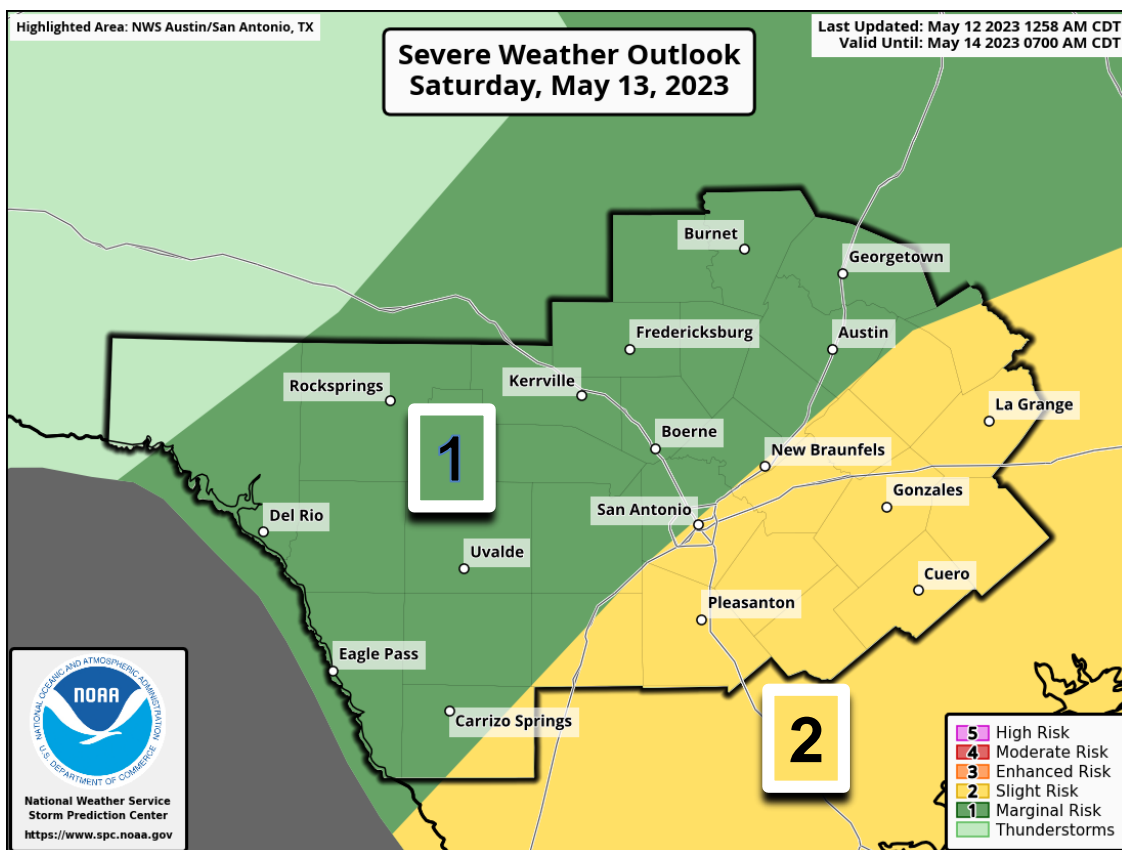 Highlighted Area: NWS Austin/San Antonio, TX
Last Updated: May 12 2023 1258 AM CDT
Valid Until: May 14 2023 0700 AM CDT
Severe Weather Outlook
Saturday, May 13, 2023
Burnet
Georgetown
Fredericksburg
Austin
Rocksprings
Kerrville
La Grange
1
Boerne
New Braunfels
Gonzales
San Antonio
Del Rio
Uvalde
Cuero
Pleasanton
Eagle Pass
Carrizo Springs
2
NATIONAL OCEANIC AND ATMOSPHERIC ADMINISTRATION
NOAA
U.S. DEPARTMENT OF COMMERCE
National Weather Service
Storm Prediction Center
https://www.spc.noaa.gov
5 High Risk
4 Moderate Risk
3 Enhanced Risk
2 Slight Risk
1 Marginal Risk
Thunderstorms